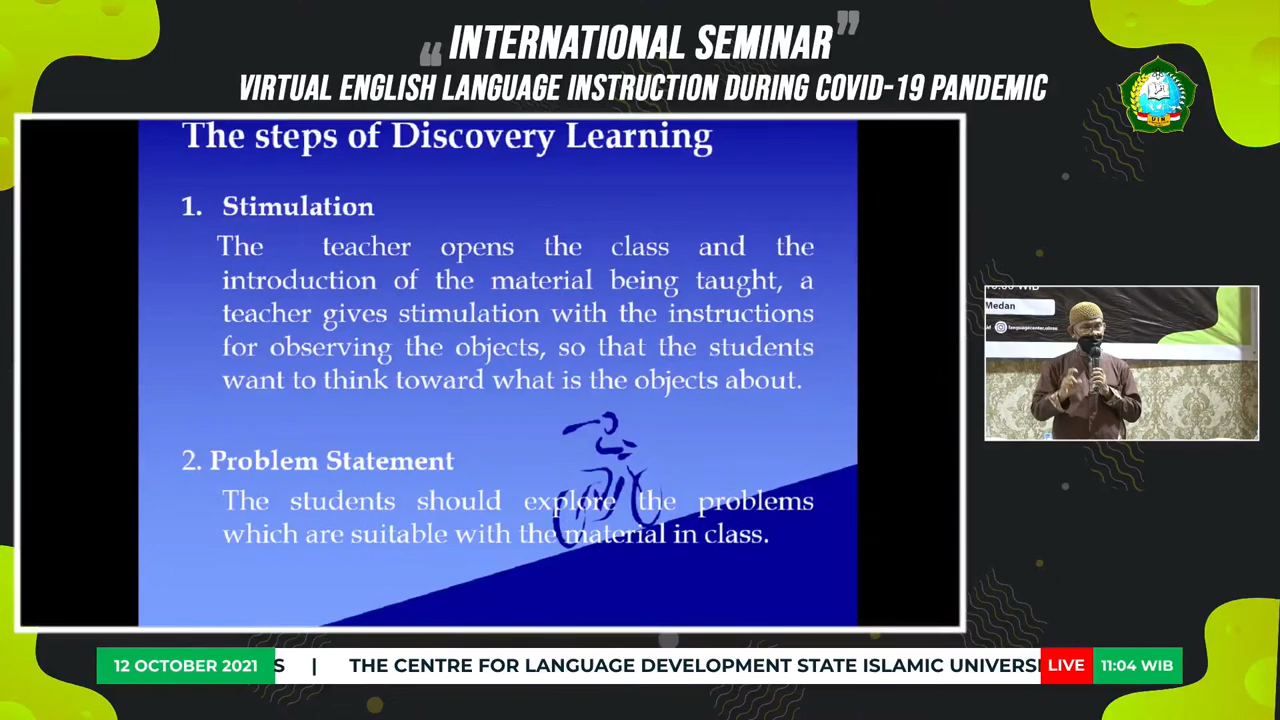 “INTERNATIONAL SEMINAR”
VIRTUAL ENGLISH LANGUAGE INSTRUCTION DURING COVID-19 PANDEMIC
UIN
The steps of Discovery Learning
1. Stimulation
The teacher opens the class and the
introduction of the material being taught, a
teacher gives stimulation with the instructions
for observing the objects, so that the students
want to think toward what is the objects about.
2. Problem Statement
The students should explore the problems
which are suitable with the material in class.
WIB
Medan
12 OCTOBER 2021
S | THE CENTRE FOR LANGUAGE DEVELOPMENT STATE ISLAMIC UNIVERS
LIVE
11:04 WIB